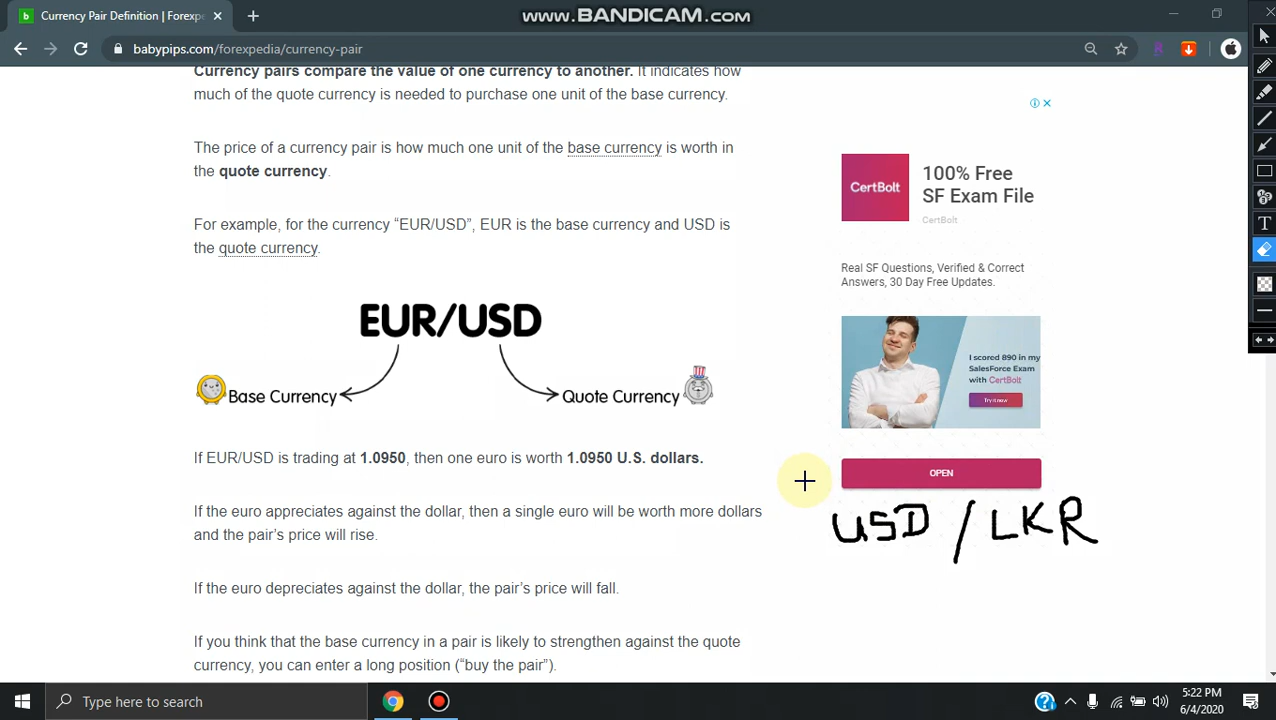 Currency Pair Definition | Forexpe
www.BANDICAM.com
babypips.com/forexpedia/currency-pair
Currency pairs compare the value of one currency to another. It indicates how
much of the quote currency is needed to purchase one unit of the base currency.
The price of a currency pair is how much one unit of the base currency is worth in
the quote currency.
For example, for the currency “EUR/USD”, EUR is the base currency and USD is
the quote currency.
EUR/USD
Base Currency
Quote Currency
If EUR/USD is trading at 1.0950, then one euro is worth 1.0950 U.S. dollars.
If the euro appreciates against the dollar, then a single euro will be worth more dollars
and the pair’s price will rise.
If the euro depreciates against the dollar, the pair’s price will fall.
If you think that the base currency in a pair is likely to strengthen against the quote
currency, you can enter a long position (“buy the pair”).
CertBolt
100% Free
SF Exam File
CertBolt
Real SF Questions, Verified & Correct
Answers, 30 Day Free Updates.
I scored 890 in my
SalesForce Exam
with CertBolt
Try it now
OPEN
USD / LKR
T
Type here to search
5:22 PM
6/4/2020